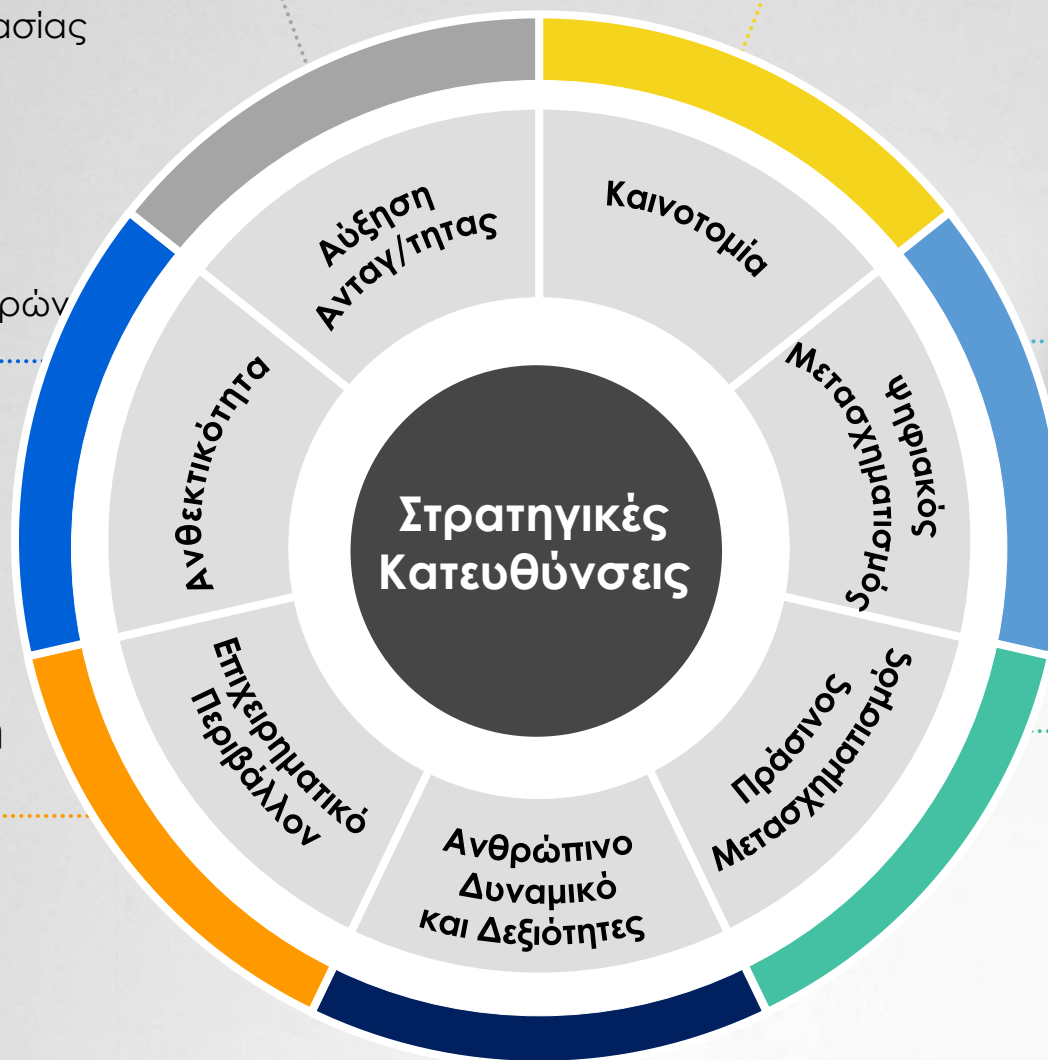 ασίας
ρών
η
Στρατηγικές
Κατευθύνσεις
Καινοτομία
Ψηφιακός
Μετασχηματισμός
Πράσινος
Μετασχηματισμός
Ανθρώπινο
Δυναμικό
και Δεξιότητες
Επιχειρηματικό
Περιβάλλον
Ανθεκτικότητα
Αύξηση
Ανταγ/τητας